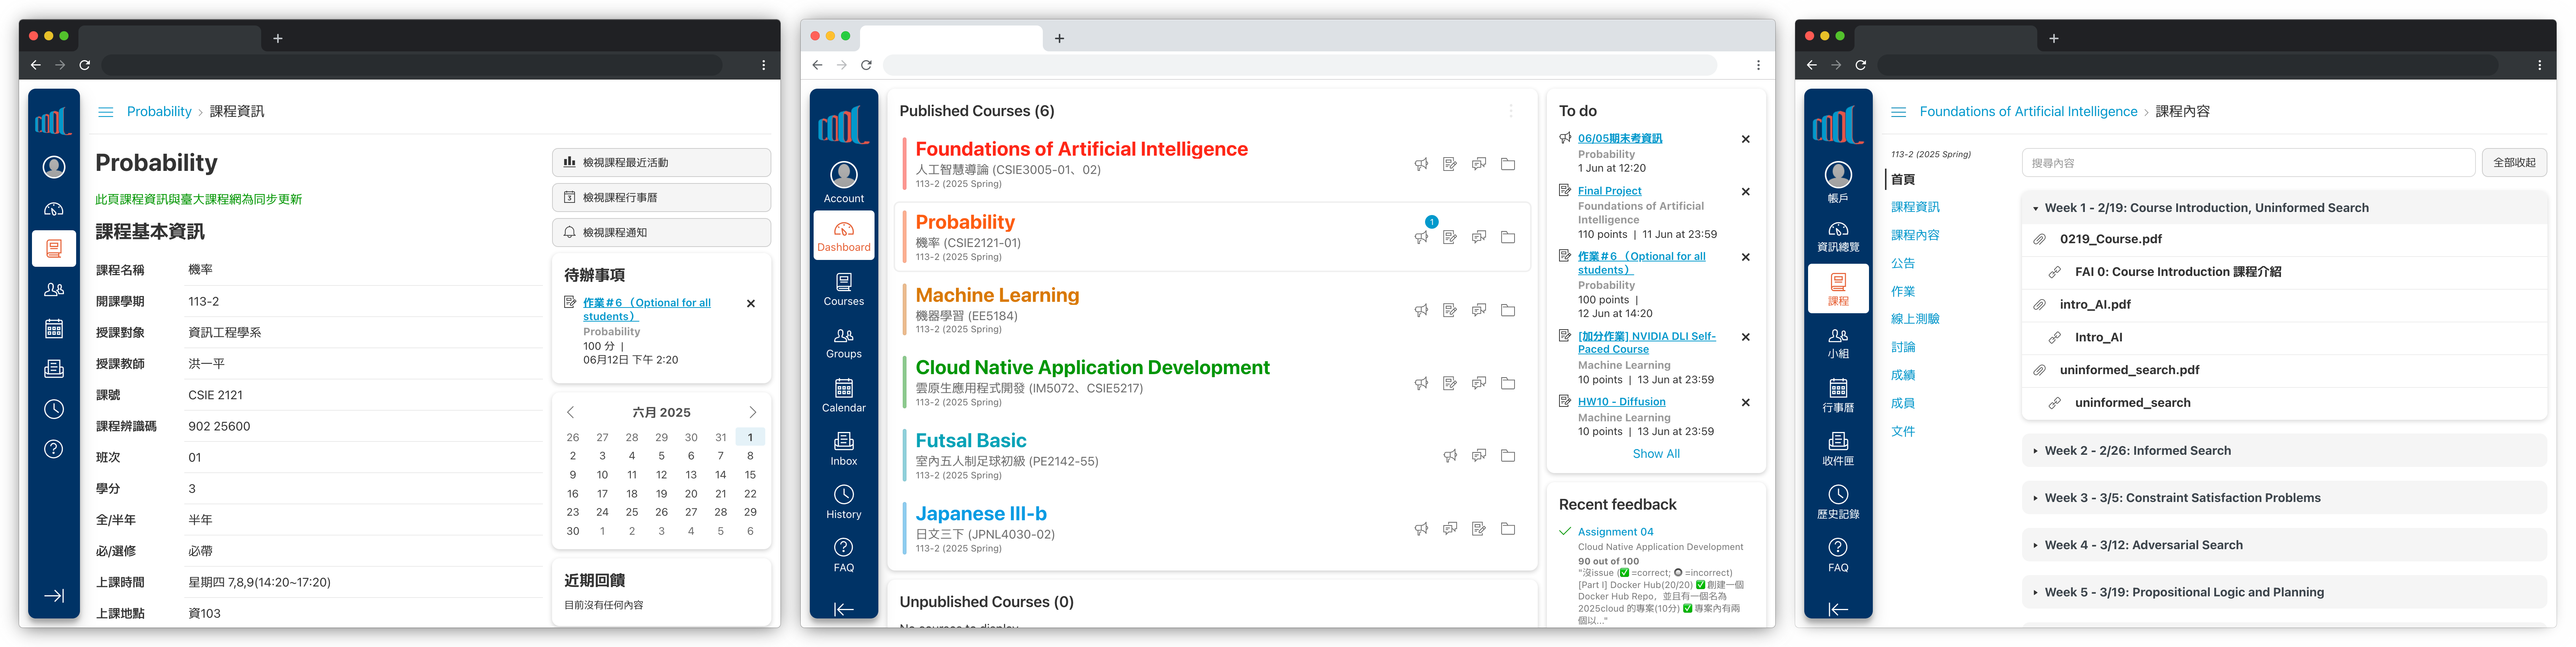 Probability › 課程資訊
Probability
此頁課程資訊與臺大課程網為同步更新
課程基本資訊
課程名稱 機率
開課學期 113-2
授課對象 資訊工程學系
授課教師 洪一平
課號 CSIE 2121
課程辨識碼 902 25600
班次 01
學分 3
全/半年 半年
必/選修 必帶
上課時間 星期四 7,8,9(14:20~17:20)
上課地點 資103
檢視課程最近活動
檢視課程行事曆
檢視課程通知
待辦事項
作業#6 （Optional for all
students）
Probability
100 分 |
06月12日 下午 2:20
六月 2025
26 27 28 29 30 31 1
2 3 4 5 6 7 8
9 10 11 12 13 14 15
16 17 18 19 20 21 22
23 24 25 26 27 28 29
30 1 2 3 4 5 6
近期回饋
目前沒有任何內容
Account
Dashboard
Courses
Groups
Calendar
Inbox
History
FAQ
Published Courses (6)
Foundations of Artificial Intelligence
人工智慧導論 (CSIE3005-01、02)
113-2 (2025 Spring)
Probability
1
機率 (CSIE2121-01)
113-2 (2025 Spring)
Machine Learning
機器學習 (EE5184)
113-2 (2025 Spring)
Cloud Native Application Development
雲原生應用程式開發 (IM5072、CSIE5217)
113-2 (2025 Spring)
Futsal Basic
室內五人制足球初級 (PE2142-55)
113-2 (2025 Spring)
Japanese III-b
日文三下 (JPNL4030-02)
113-2 (2025 Spring)
Unpublished Courses (0)
No courses to display
To do
06/05期末考資訊
Probability
1 Jun at 12:20
Final Project
Foundations of Artificial
Intelligence
110 points | 11 Jun at 23:59
作業#6 （Optional for all
students）
Probability
100 points |
12 Jun at 14:20
[加分作業] NVIDIA DLI Self-
Paced Course
Machine Learning
10 points | 13 Jun at 23:59
HW10 - Diffusion
Machine Learning
10 points | 13 Jun at 23:59
Show All
Recent feedback
Assignment 04
Cloud Native Application Development
90 out of 100
"沒issue (✅=correct; =incorrect)
[Part I] Docker Hub(20/20) ✅創建一個
Docker Hub Repo，並且有一個名為
2025cloud 的專案(10分) ✅專案內有兩
個以..."
帳戶
資訊總覽
課程
小組
行事曆
收件匣
歷史記錄
FAQ
Foundations of Artificial Intelligence › 課程內容
113-2 (2025 Spring)
首頁
課程資訊
課程內容
公告
作業
線上測驗
討論
成績
成員
文件
搜尋內容
全部收起
Week 1 - 2/19: Course Introduction, Uninformed Search
0219_Course.pdf
FAI 0: Course Introduction 課程介紹
intro_AI.pdf
Intro_AI
uninformed_search.pdf
uninformed_search
Week 2 - 2/26: Informed Search
Week 3 - 3/5: Constraint Satisfaction Problems
Week 4 - 3/12: Adversarial Search
Week 5 - 3/19: Propositional Logic and Planning